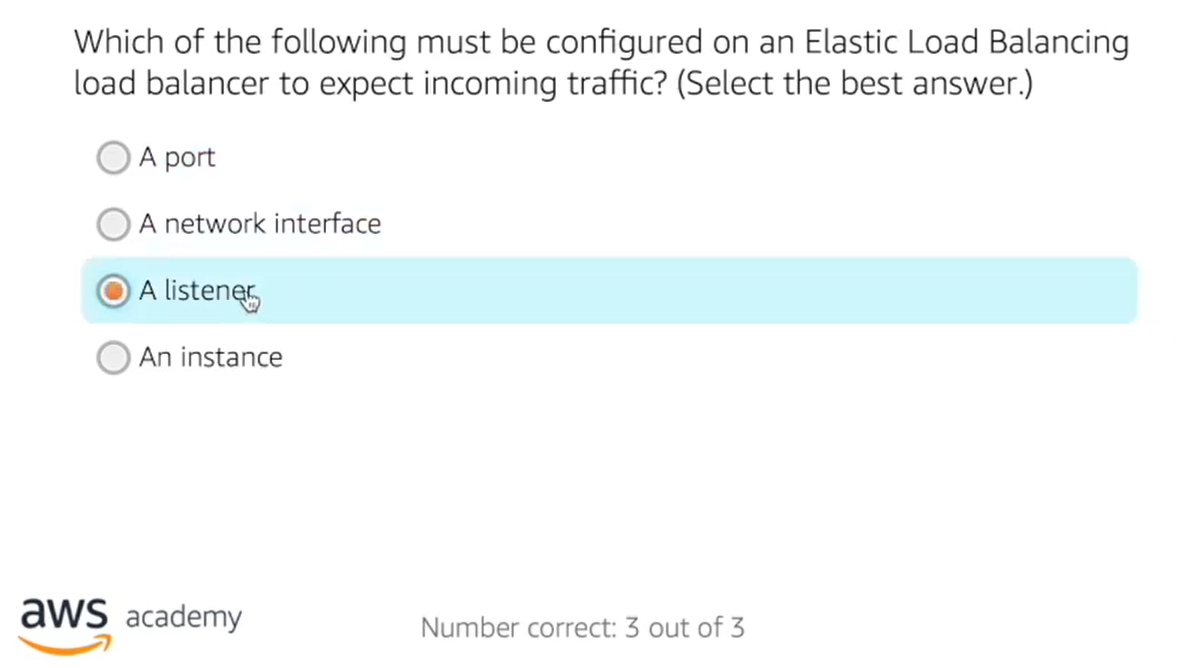 Which of the following must be configured on an Elastic Load Balancing
load balancer to expect incoming traffic? (Select the best answer.)
A port
A network interface
A listener
An instance
aws academy
Number correct: 3 out of 3